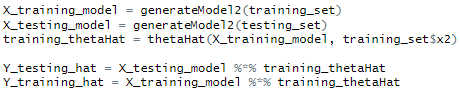 X_training_model = generateModel2(training_set)
X_testing_model = generateModel2(testing_set)
training_thetaHat = thetaHat(X_training_model, training_set$x2)
Y_testing_hat = X_testing_model %*% training_thetaHat
Y_training_hat = X_training_model %*% training_thetaHat